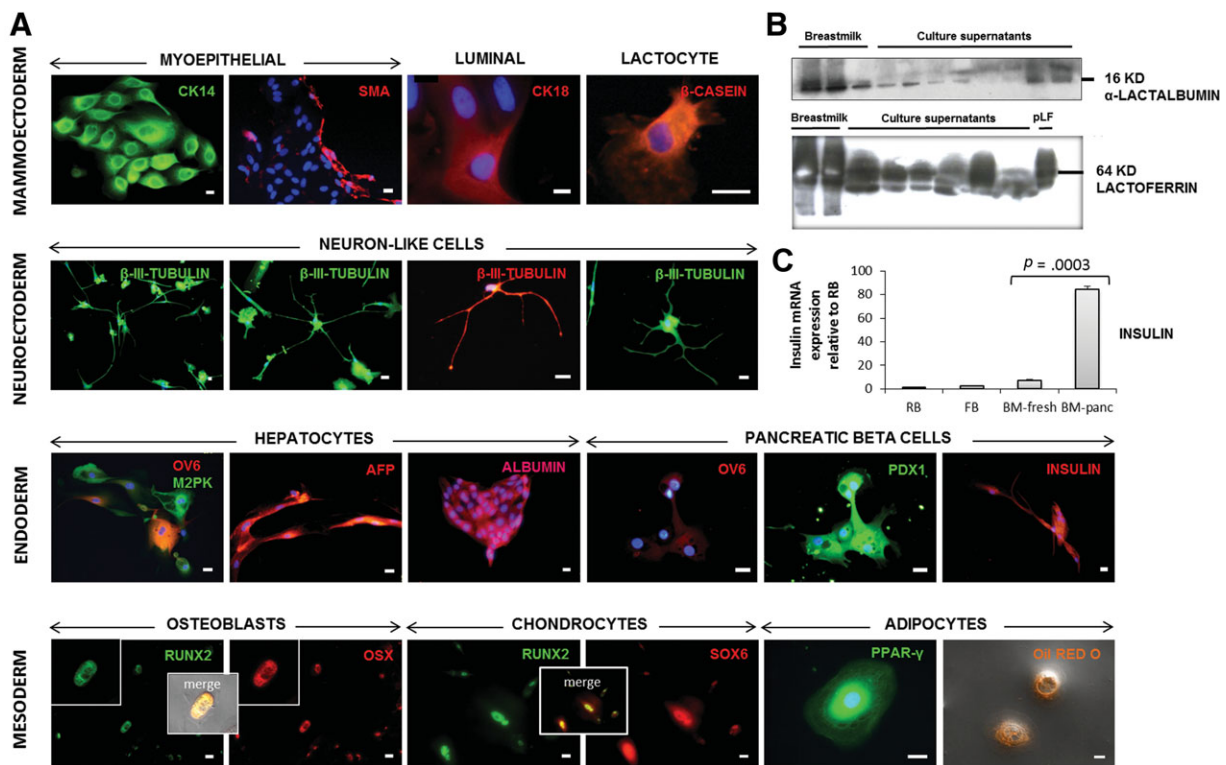 A
MAMMOECTODERM
MYOEPITHELIAL
LUMINAL
LACTOCYTE
CK14
SMA
CK18
β-CASEIN
NEUROECTODERM
NEURON-LIKE CELLS
β-III-TUBULIN
β-III-TUBULIN
β-III-TUBULIN
β-III-TUBULIN
ENDODERM
HEPATOCYTES
PANCREATIC BETA CELLS
OV6
M2PK
AFP
ALBUMIN
OV6
PDX1
INSULIN
MESODERM
OSTEOBLASTS
CHONDROCYTES
ADIPOCYTES
RUNX2
merge
OSX
RUNX2
merge
SOX6
PPAR-γ
Oil RED O
B
Breastmilk
Culture supernatants
16 KD
α-LACTALBUMIN
Breastmilk
Culture supernatants
pLF
64 KD
LACTOFERRIN
C
Insulin mRNA
expression
relative to RB
100
80
60
40
20
0
p = .0003
INSULIN
RB
FB
BM-fresh
BM-panc